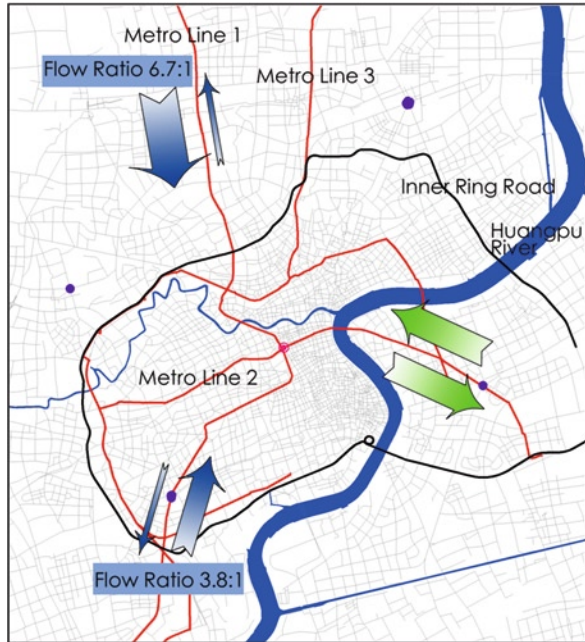 Metro Line 1
Flow Ratio 6.7:1
Metro Line 3
Inner Ring Road
Huangpu
River
Metro Line 2
Flow Ratio 3.8:1